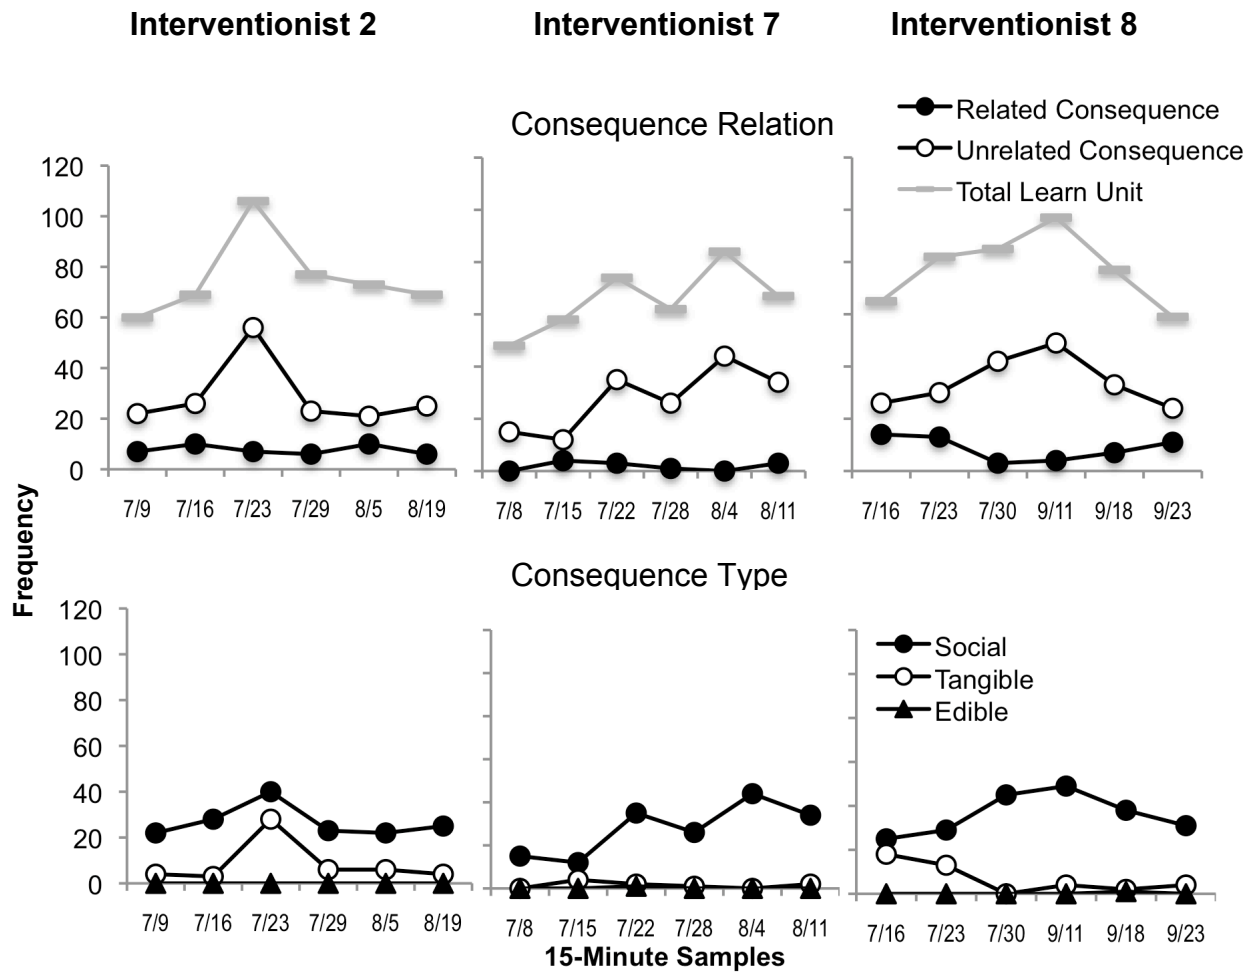 Interventionist 2 Interventionist 7 Interventionist 8
Consequence Relation
Related Consequence
Unrelated Consequence
Total Learn Unit
120
100
80
60
40
20
0
7/9 7/16 7/23 7/29 8/5 8/19
7/8 7/15 7/22 7/28 8/4 8/11
7/16 7/23 7/30 9/11 9/18 9/23
Frequency
Consequence Type
Social
Tangible
Edible
120
100
80
60
40
20
0
7/9 7/16 7/23 7/29 8/5 8/19
7/8 7/15 7/22 7/28 8/4 8/11
7/16 7/23 7/30 9/11 9/18 9/23
15-Minute Samples